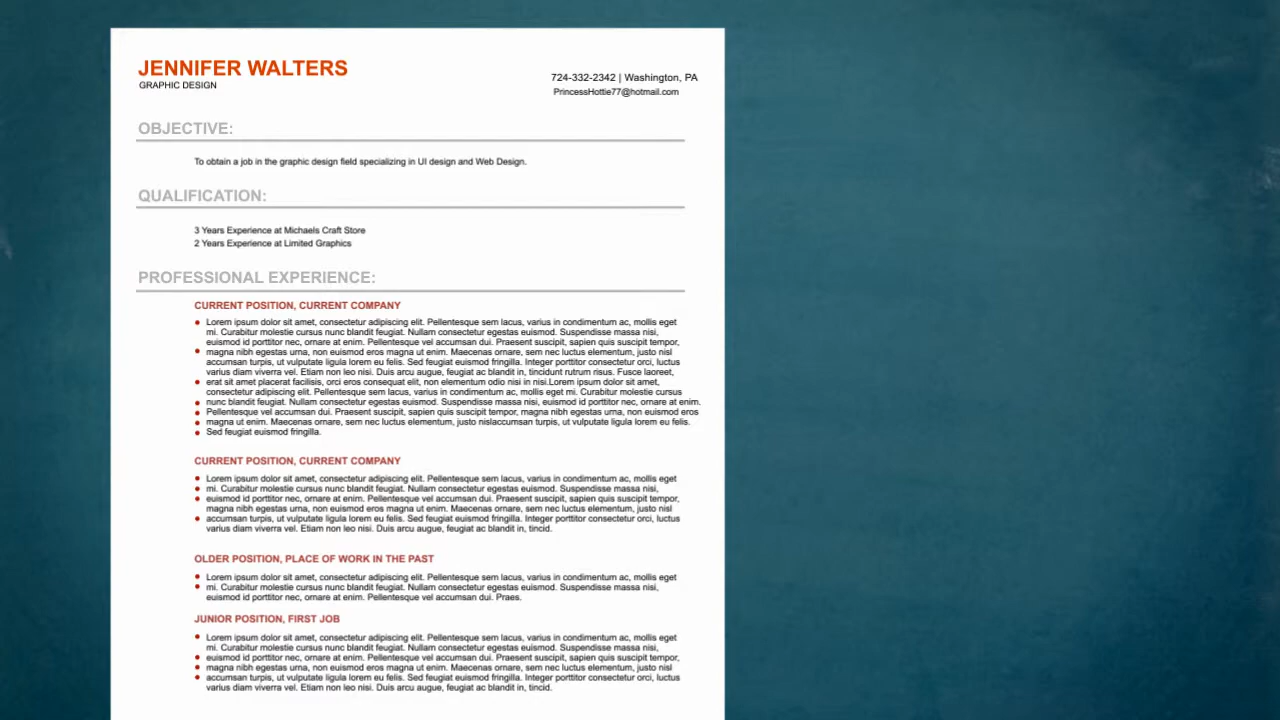 JENNIFER WALTERS
GRAPHIC DESIGN
724-332-2342 | Washington, PA
PrincessHottie77@hotmail.com
OBJECTIVE:
To obtain a job in the graphic design field specializing in UI design and Web Design.
QUALIFICATION:
3 Years Experience at Michaels Craft Store
2 Years Experience at Limited Graphics
PROFESSIONAL EXPERIENCE:
CURRENT POSITION, CURRENT COMPANY
Lorem ipsum dolor sit amet, consectetur adipiscing elit. Pellentesque sem lacus, varius in condimentum ac, mollis eget
mi. Curabitur molestie cursus nunc blandit feugiat. Nullam consectetur egestas euismod. Suspendisse massa nisi,
euismod id porttitor nec, ornare at enim. Pellentesque vel accumsan dui. Praesent suscipit, sapien quis suscipit tempor,
magna nibh egestas urna, non euismod eros magna ut enim. Maecenas ornare, sem nec luctus elementum, justo nisl
accumsan turpis, ut vulputate ligula lorem eu felis. Sed feugiat euismod fringilla. Integer porttitor consectetur orci, luctus
varius diam viverra vel. Etiam non leo nisi. Duis arcu augue, feugiat ac blandit in, tincidunt rutrum risus. Fusce laoreet,
erat sit amet placerat facilisis, orci eros consequat elit, non elementum odio nisi in nisi.Lorem ipsum dolor sit amet,
consectetur adipiscing elit. Pellentesque sem lacus, varius in condimentum ac, mollis eget mi. Curabitur molestie cursus
nunc blandit feugiat. Nullam consectetur egestas euismod. Suspendisse massa nisi, euismod id porttitor nec, ornare at enim.
Pellentesque vel accumsan dui. Praesent suscipit, sapien quis suscipit tempor, magna nibh egestas urna, non euismod eros
magna ut enim. Maecenas ornare, sem nec luctus elementum, justo nislaccumsan turpis, ut vulputate ligula lorem eu felis.
Sed feugiat euismod fringilla.
CURRENT POSITION, CURRENT COMPANY
Lorem ipsum dolor sit amet, consectetur adipiscing elit. Pellentesque sem lacus, varius in condimentum ac, mollis eget
mi. Curabitur molestie cursus nunc blandit feugiat. Nullam consectetur egestas euismod. Suspendisse massa nisi,
euismod id porttitor nec, ornare at enim. Pellentesque vel accumsan dui. Praesent suscipit, sapien quis suscipit tempor,
magna nibh egestas urna, non euismod eros magna ut enim. Maecenas ornare, sem nec luctus elementum, justo nisl
accumsan turpis, ut vulputate ligula lorem eu felis. Sed feugiat euismod fringilla. Integer porttitor consectetur orci, luctus
varius diam viverra vel. Etiam non leo nisi. Duis arcu augue, feugiat ac blandit in, tincid.
OLDER POSITION, PLACE OF WORK IN THE PAST
Lorem ipsum dolor sit amet, consectetur adipiscing elit. Pellentesque sem lacus, varius in condimentum ac, mollis eget
mi. Curabitur molestie cursus nunc blandit feugiat. Nullam consectetur egestas euismod. Suspendisse massa nisi,
euismod id porttitor nec, ornare at enim. Pellentesque vel accumsan dui. Praes.
JUNIOR POSITION, FIRST JOB
Lorem ipsum dolor sit amet, consectetur adipiscing elit. Pellentesque sem lacus, varius in condimentum ac, mollis eget
mi. Curabitur molestie cursus nunc blandit feugiat. Nullam consectetur egestas euismod. Suspendisse massa nisi,
euismod id porttitor nec, ornare at enim. Pellentesque vel accumsan dui. Praesent suscipit, sapien quis suscipit tempor,
magna nibh egestas urna, non euismod eros magna ut enim. Maecenas ornare, sem nec luctus elementum, justo nisl
accumsan turpis, ut vulputate ligula lorem eu felis. Sed feugiat euismod fringilla. Integer porttitor consectetur orci, luctus
varius diam viverra vel. Etiam non leo nisi. Duis arcu augue, feugiat ac blandit in, tincid.